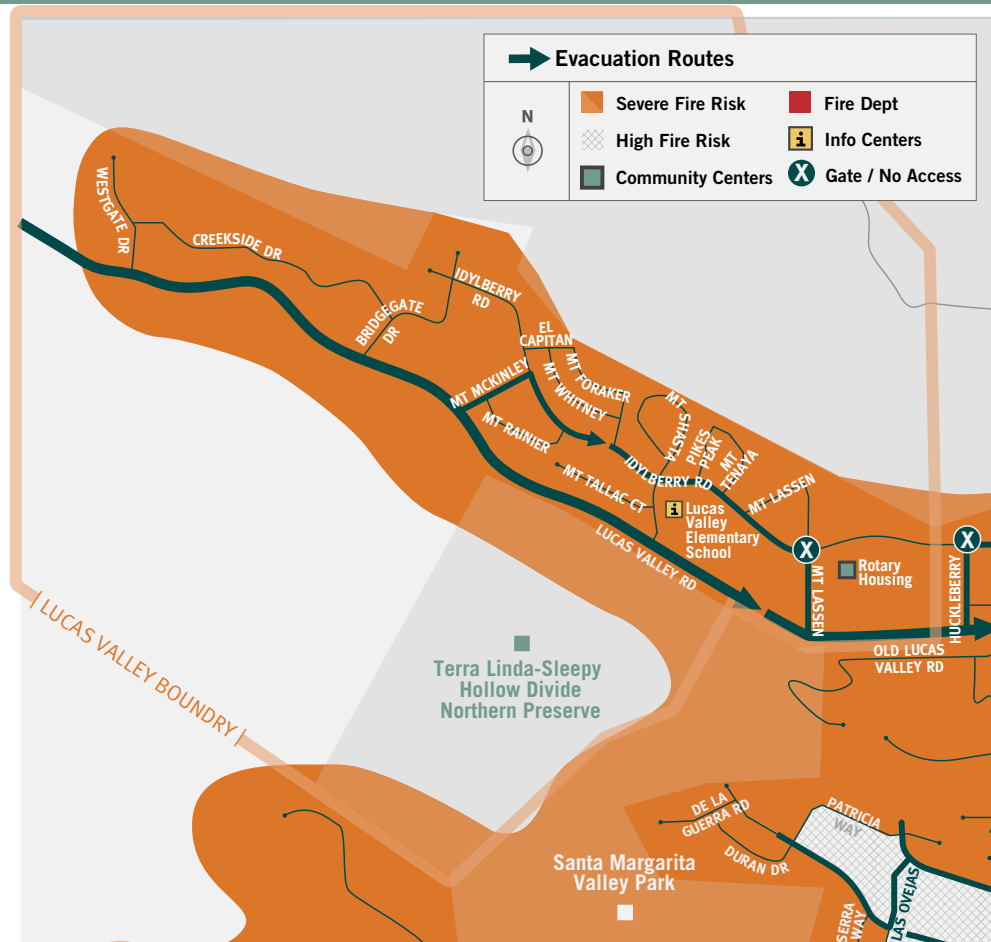 Evacuation Routes
N
Severe Fire Risk
High Fire Risk
Community Centers
Fire Dept
i
Info Centers
X
Gate / No Access
WESTGATE DR
CREEKSIDE DR
BRIDGEGATE
DR
IDYLBERRY
RD
EL
CAPITAN
MT MCKINLEY
MT WHITNEY
MT FORAKER
MT RAINIER
MT
SHASTA
PIKES
PEAK
MT
TENAYA
IDYLBERRY RD
MT TALLAC CT
MT LASSEN
i
Lucas
Valley
Elementary
School
LUCAS VALLEY RD
X
MT LASSEN
Rotary
Housing
X
HUCKLEBERRY
OLD LUCAS
VALLEY RD
LUCAS VALLEY BOUNDRY
Terra Linda-Sleepy
Hollow Divide
Northern Preserve
DE LA
GUERRA RD
DURAN DR
PATRICIA
WAY
Santa Margarita
Valley Park
SERRA
WAY
LAS OVEJAS